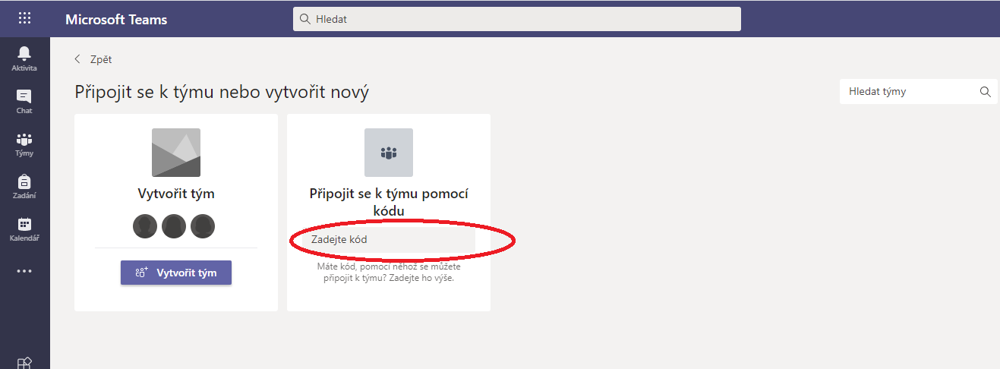 Microsoft Teams
Hledat
Aktivita
Chat
Týmy
Zadání
Kalendář
Zpět
Připojit se k týmu nebo vytvořit nový
Hledat týmy
Vytvořit tým
Vytvořit tým
Připojit se k týmu pomocí
kódu
Zadejte kód
Máte kód, pomocí něhož se můžete
připojit k týmu? Zadejte ho výše.